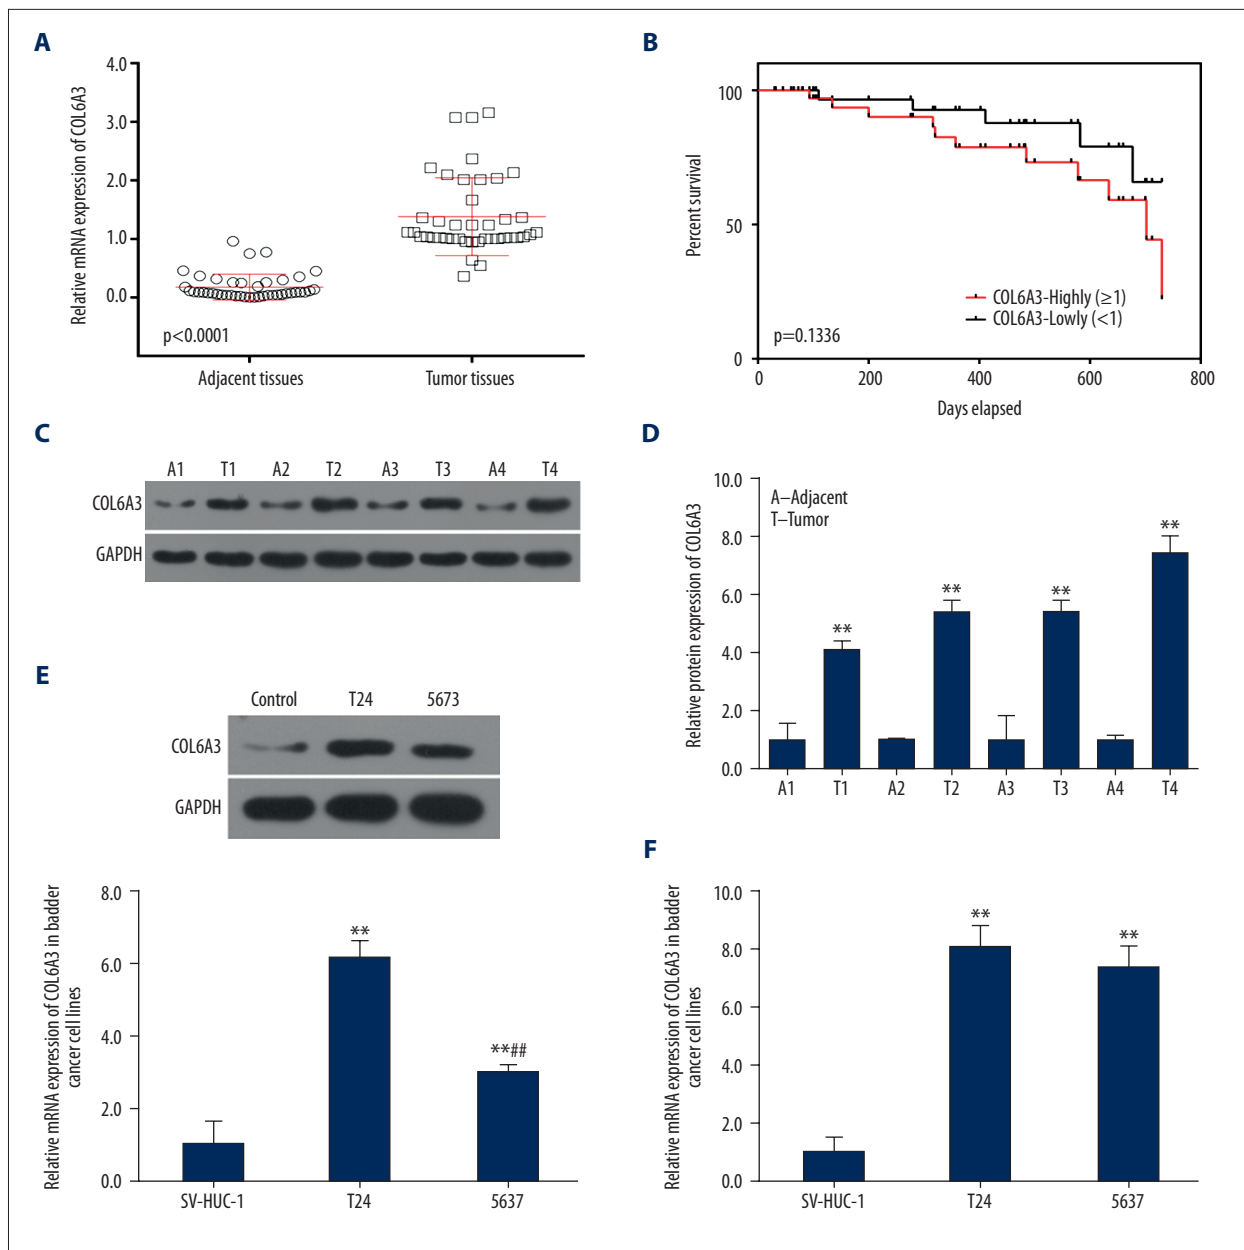 A
Relative mRNA expression of COL6A3
4.0
3.0
2.0
1.0
0.0
p<0.0001
Adjacent tissues
Tumor tissues
B
Percent survival
100
50
0
COL6A3-Highly (≥1)
COL6A3-Lowly (<1)
p=0.1336
0
200
400
600
800
Days elapsed
C
A1
T1
A2
T2
A3
T3
A4
T4
COL6A3
GAPDH
D
Relative protein expression of COL6A3
10.0
8.0
6.0
4.0
2.0
0.0
A–Adjacent
T–Tumor
**
**
**
**
A1
T1
A2
T2
A3
T3
A4
T4
E
Control
T24
5673
COL6A3
GAPDH
Relative mRNA expression of COL6A3 in badder
cancer cell lines
8.0
6.0
4.0
2.0
0.0
**
**##
SV-HUC-1
T24
5637
F
Relative mRNA expression of COL6A3 in badder
cancer cell lines
10.0
8.0
6.0
4.0
2.0
0.0
**
**
SV-HUC-1
T24
5637